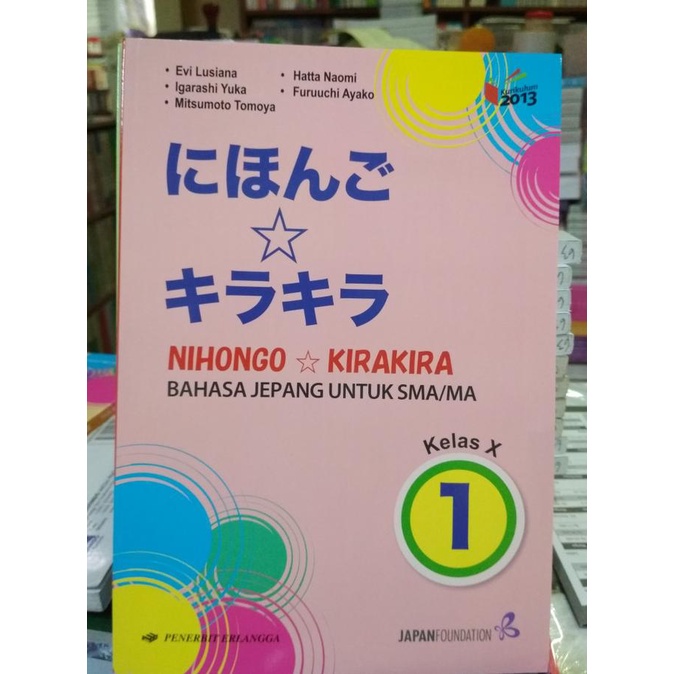 • Evi Lusiana
• Igarashi Yuka
• Mitsumoto Tomoya
• Hatta Naomi
• Furuuchi Ayako
Kurikulum
2013
にほんご
☆
キラキラ
NIHONGO ☆ KIRAKIRA
BAHASA JEPANG UNTUK SMA/MA
Kelas X
1
PENERBIT ERLANGGA
JAPANFOUNDATION